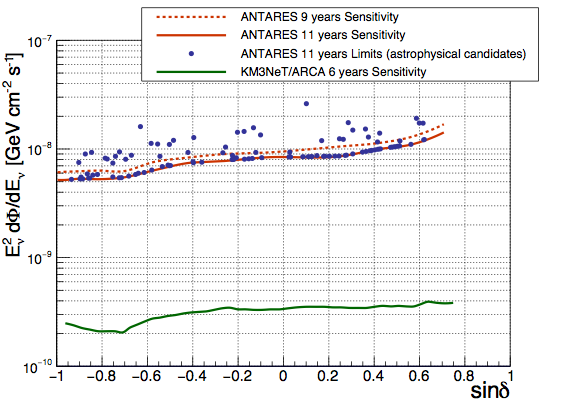 ANTARES 9 years Sensitivity
ANTARES 11 years Sensitivity
ANTARES 11 years Limits (astrophysical candidates)
KM3NeT/ARCA 6 years Sensitivity
E²ν dΦ/dEν [GeV cm⁻² s⁻¹]
10⁻⁷
10⁻⁸
10⁻⁹
10⁻¹⁰
−1 −0.8 −0.6 −0.4 −0.2 0 0.2 0.4 0.6 0.8 1
sinδ